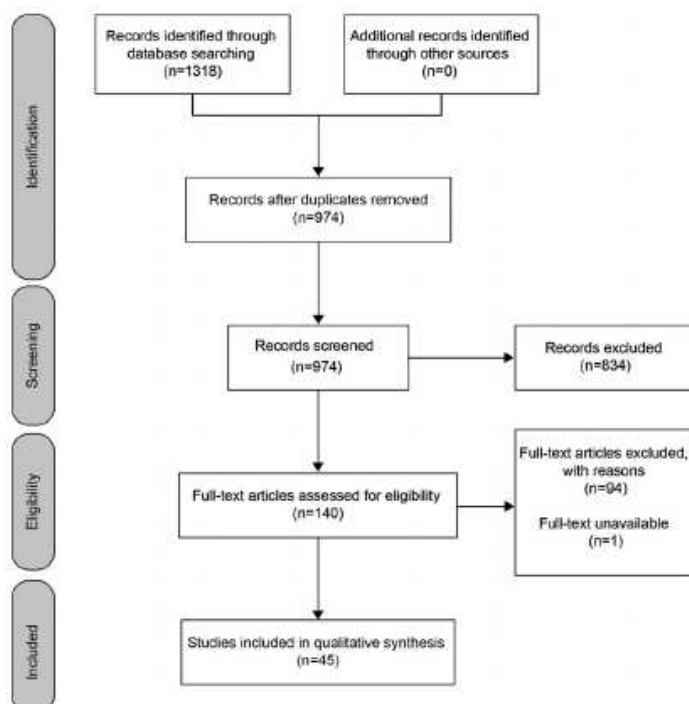 Identification
Records identified through
database searching
(n=1318)
Additional records identified
through other sources
(n=0)
Records after duplicates removed
(n=974)
Screening
Records screened
(n=974)
Records excluded
(n=834)
Eligibility
Full-text articles assessed for eligibility
(n=140)
Full-text articles excluded,
with reasons
(n=94)
Full-text unavailable
(n=1)
Included
Studies included in qualitative synthesis
(n=45)